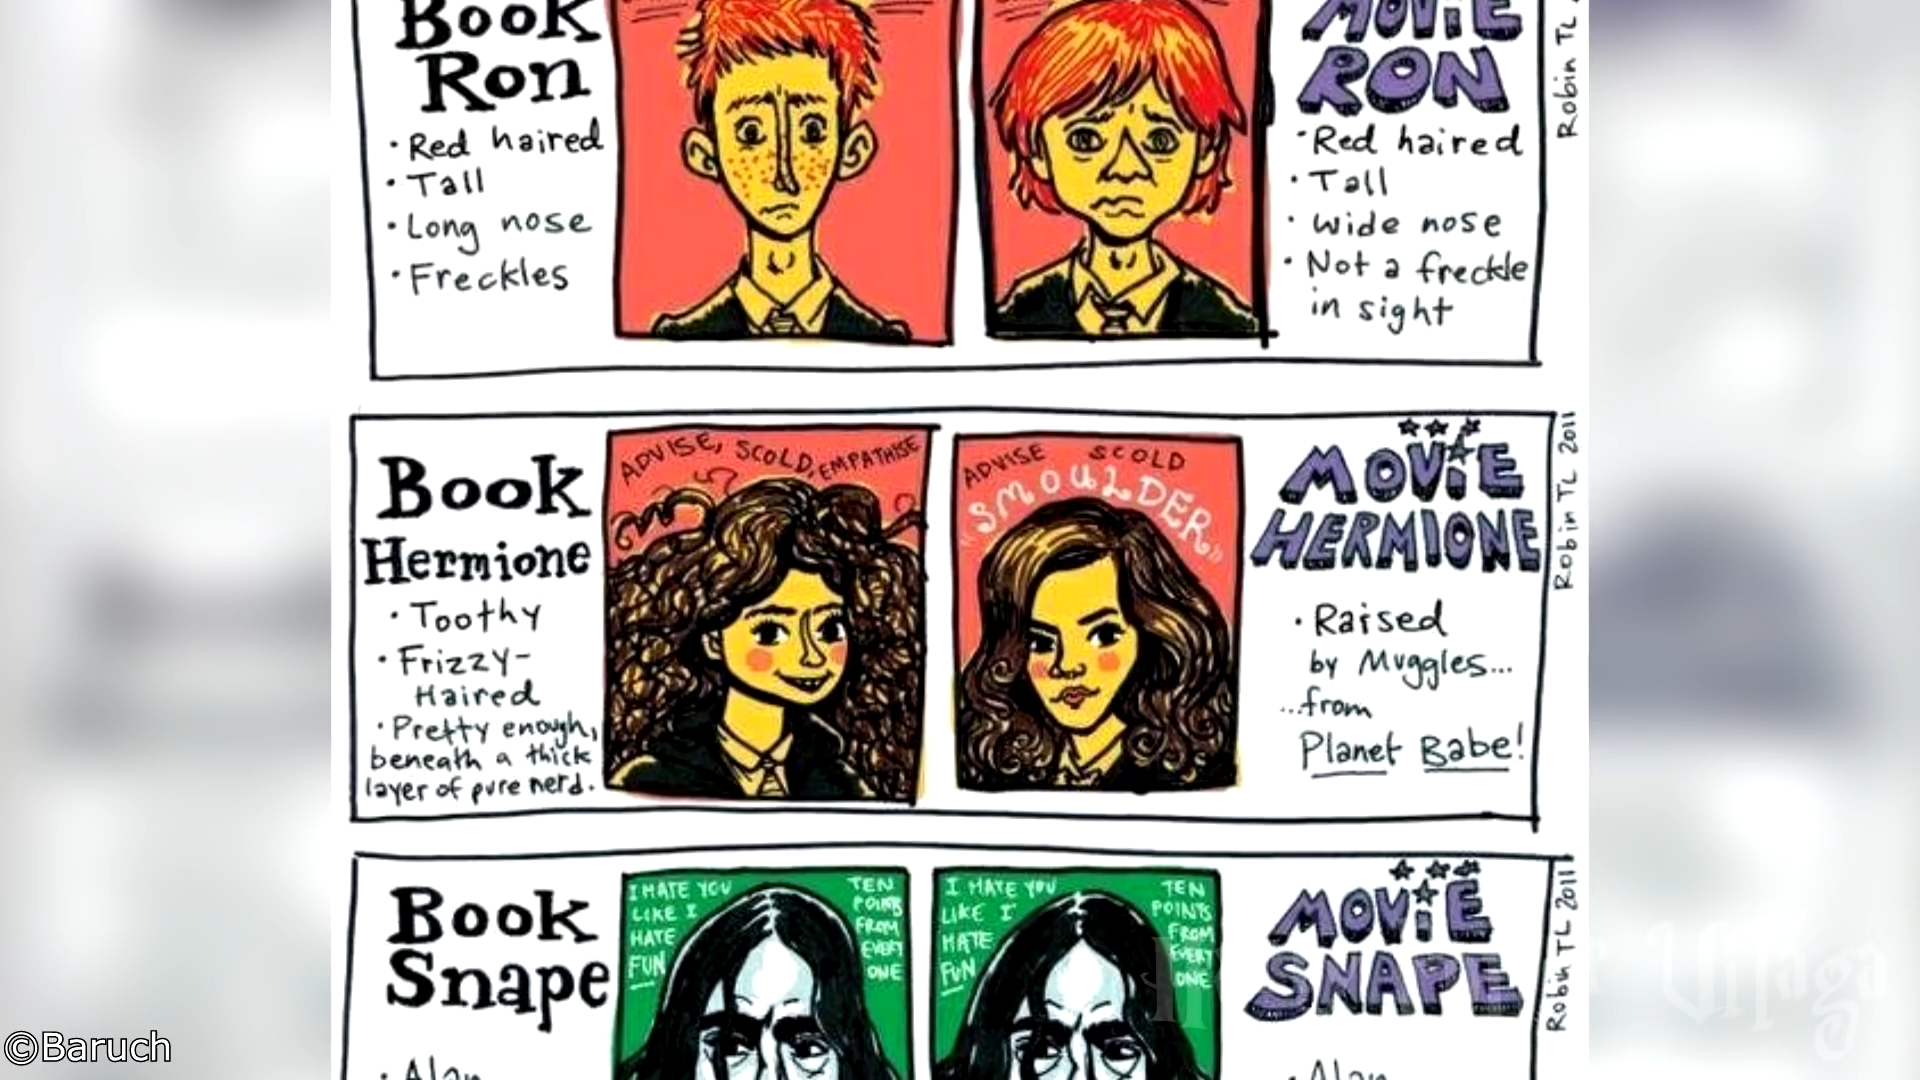 Book
Ron
• Red haired
• Tall
• Long nose
• Freckles
MOViE
RON
• Red haired
• Tall
• Wide nose
• Not a freckle
in sight
Robin TL
Book
Hermione
• Toothy
• Frizzy-
Haired
• Pretty enough,
beneath a thick
layer of pure nerd.
ADVISE, SCOLD, EMPATHISE
ADVISE SCOLD
"SMOULDER"
MOViE
HERMIONE
• Raised
by Muggles...
...from
Planet Babe!
Robin TL 2011
Book
Snape
• Alan
I HATE YOU
LIKE I
HATE
FUN
TEN
POINTS
FROM
EVERY
ONE
I HATE YOU
LIKE I
HATE
FUN
TEN
POINTS
FROM
EVERY
ONE
MOViE
SNAPE
• Alan
Robin TL 2011
©Baruch